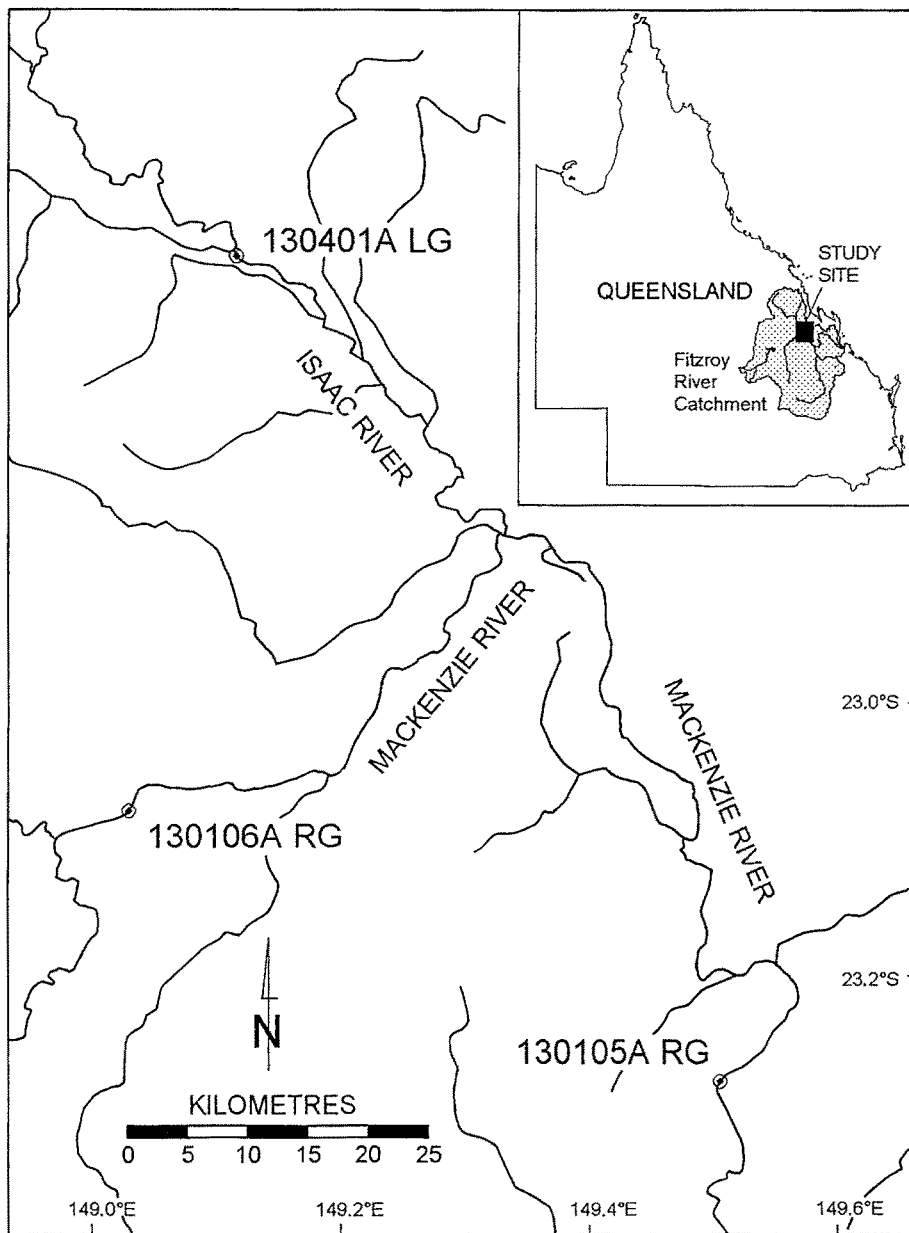 130401A LG
STUDY
SITE
QUEENSLAND
Fitzroy
River
Catchment
ISAAC RIVER
MACKENZIE RIVER
MACKENZIE RIVER
23.0°S
130106A RG
23.2°S
N
130105A RG
KILOMETRES
0 5 10 15 20 25
149.0°E 149.2°E 149.4°E 149.6°E